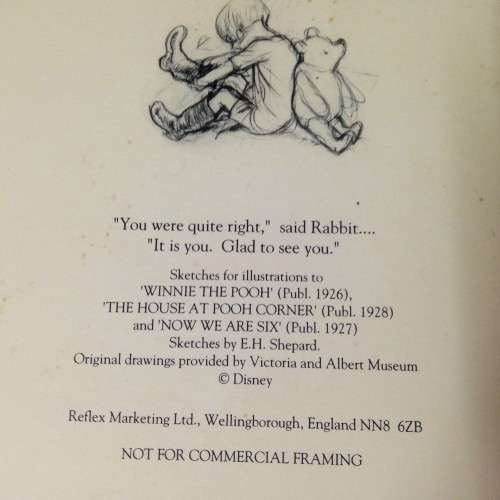 "You were quite right," said Rabbit....
"It is you. Glad to see you."
Sketches for illustrations to
'WINNIE THE POOH' (Publ. 1926),
'THE HOUSE AT POOH CORNER' (Publ. 1928)
and 'NOW WE ARE SIX' (Publ. 1927)
Sketches by E.H. Shepard.
Original drawings provided by Victoria and Albert Museum
© Disney
Reflex Marketing Ltd., Wellingborough, England NN8 6ZB
NOT FOR COMMERCIAL FRAMING